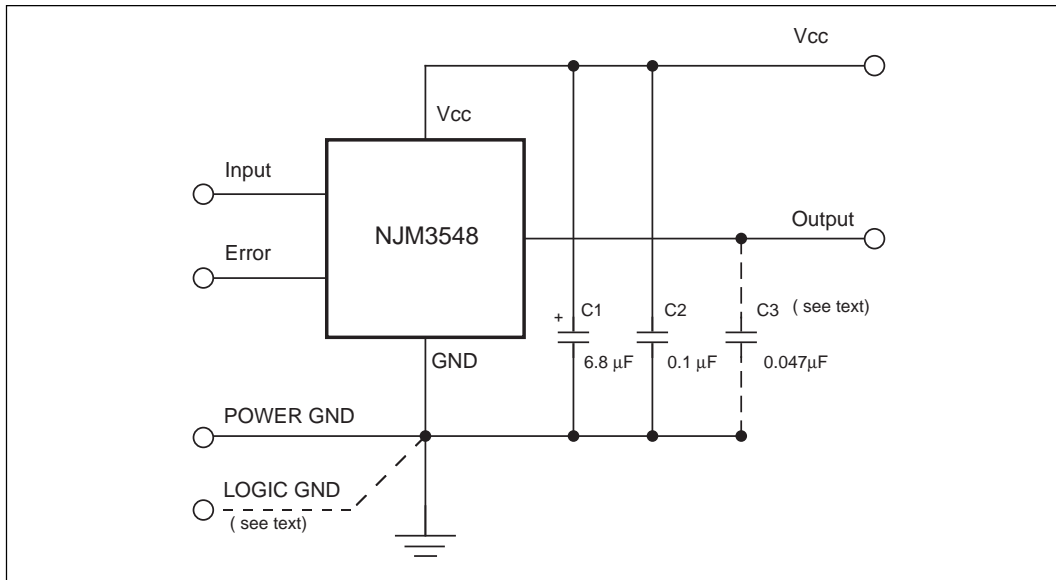 Vcc
Vcc
Input
NJM3548
Output
Error
+ C1 C2 C3 ( see text)
GND 6.8 µF 0.1 µF 0.047µF
POWER GND
LOGIC GND
( see text)